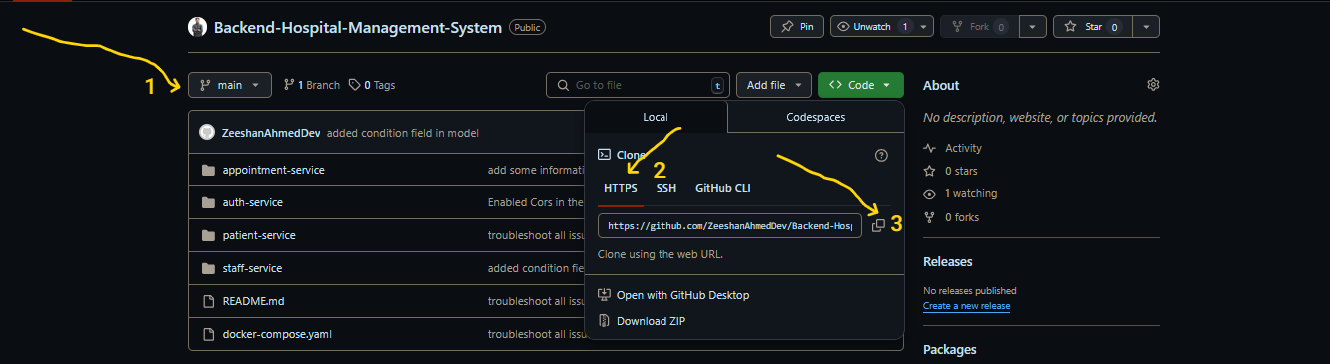 Backend-Hospital-Management-System Public
Pin
Unwatch 1
Fork 0
Star 0
1
main
1 Branch
0 Tags
Go to file t
Add file
<> Code
ZeeshanAhmedDev added condition field in model
appointment-service add some informati
auth-service Enabled Cors in the
patient-service troubleshoot all issu
staff-service added condition fie
README.md troubleshoot all issu
docker-compose.yaml troubleshoot all issu
Local Codespaces
Clone
2
HTTPS SSH GitHub CLI
https://github.com/ZeeshanAhmedDev/Backend-Hosp
3
Clone using the web URL.
Open with GitHub Desktop
Download ZIP
About
No description, website, or topics provided.
Activity
0 stars
1 watching
0 forks
Releases
No releases published
Create a new release
Packages